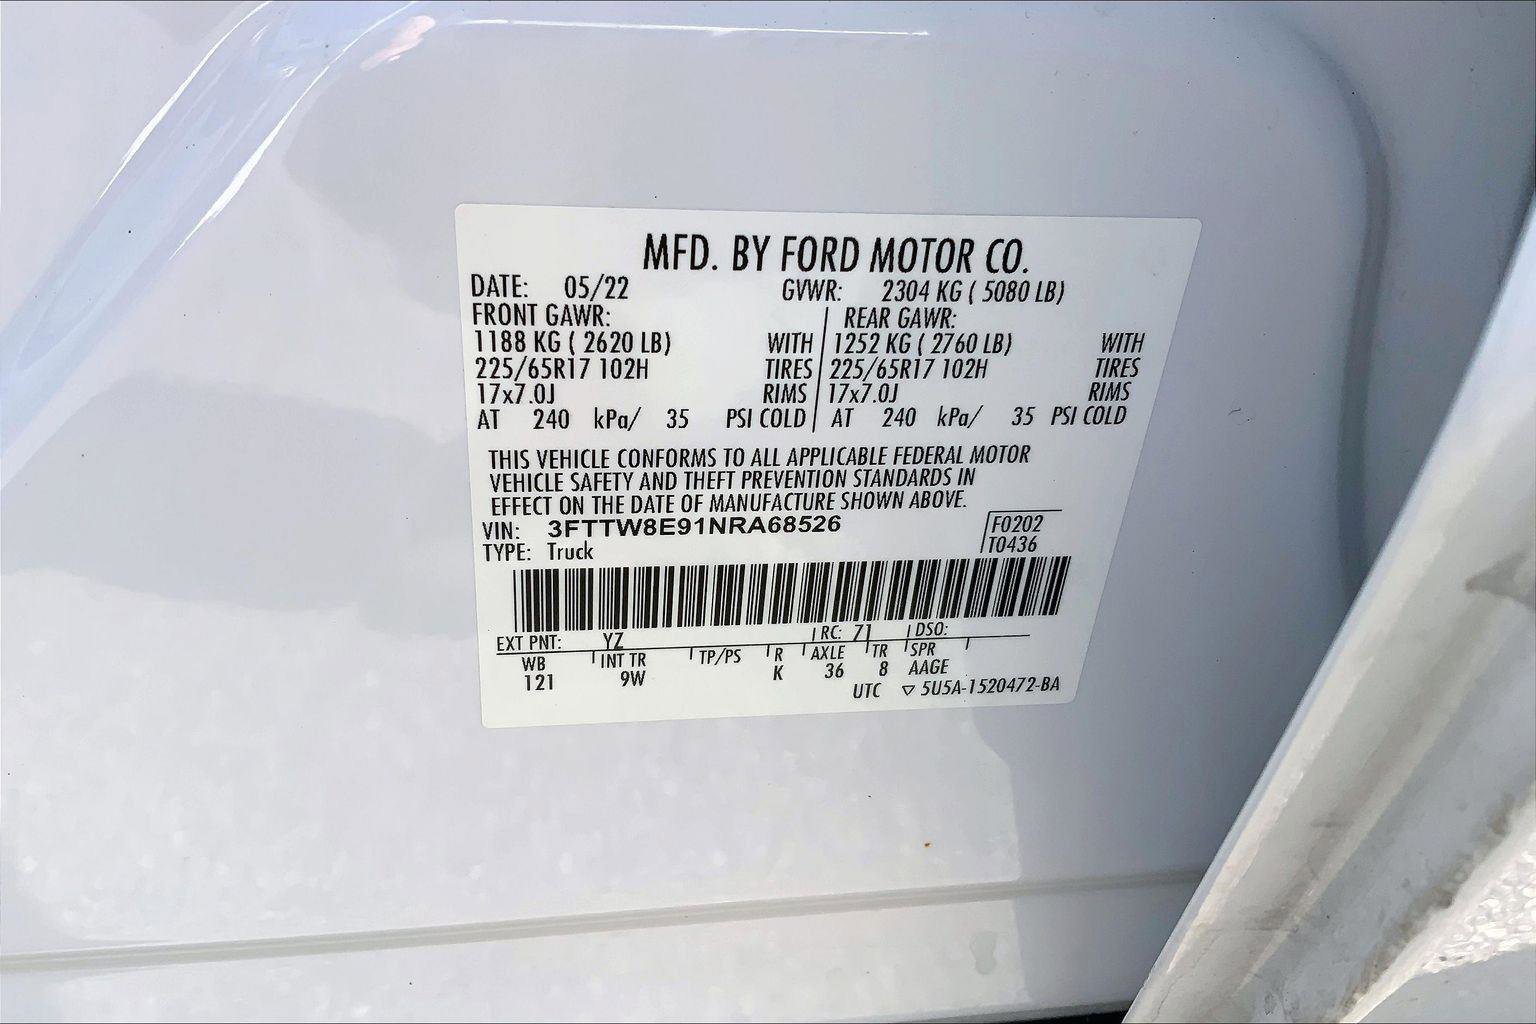 MFD. BY FORD MOTOR CO.
DATE: 05/22 GVWR: 2304 KG ( 5080 LB)
FRONT GAWR: REAR GAWR:
1188 KG ( 2620 LB) WITH 1252 KG ( 2760 LB) WITH
225/65R17 102H TIRES 225/65R17 102H TIRES
17x7.0J RIMS 17x7.0J RIMS
AT 240 kPa/ 35 PSI COLD AT 240 kPa/ 35 PSI COLD
THIS VEHICLE CONFORMS TO ALL APPLICABLE FEDERAL MOTOR
VEHICLE SAFETY AND THEFT PREVENTION STANDARDS IN
EFFECT ON THE DATE OF MANUFACTURE SHOWN ABOVE.
VIN: 3FTTW8E91NRA68526 F0202
TYPE: Truck T0436
EXT PNT: YZ RC: 71 DSO:
WB INT TR TP/PS R AXLE TR SPR
121 9W K 36 8 AAGE
UTC ▽ 5U5A-1520472-BA